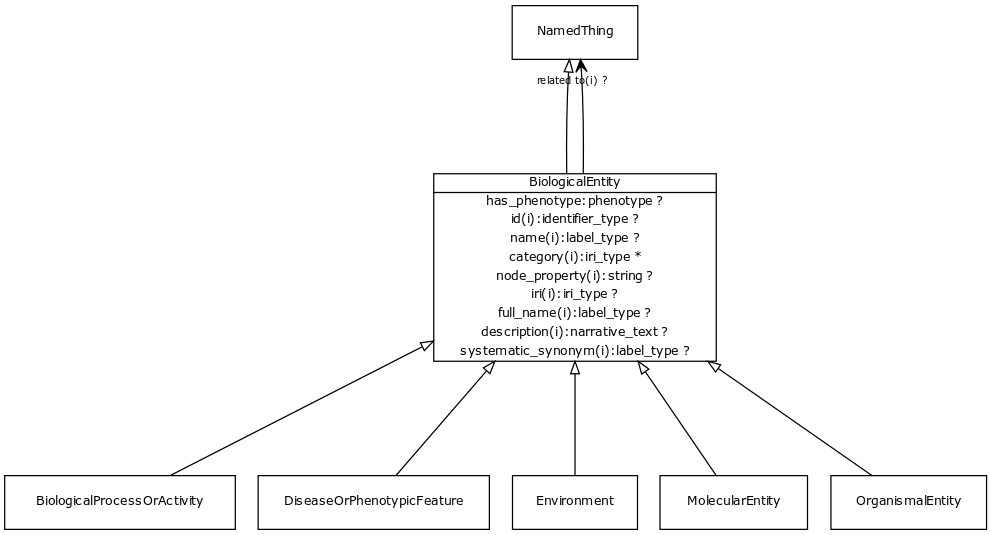 NamedThing
related to(i) ?
BiologicalEntity
has_phenotype:phenotype ?
id(i):identifier_type ?
name(i):label_type ?
category(i):iri_type *
node_property(i):string ?
iri(i):iri_type ?
full_name(i):label_type ?
description(i):narrative_text ?
systematic_synonym(i):label_type ?
BiologicalProcessOrActivity
DiseaseOrPhenotypicFeature
Environment
MolecularEntity
OrganismalEntity